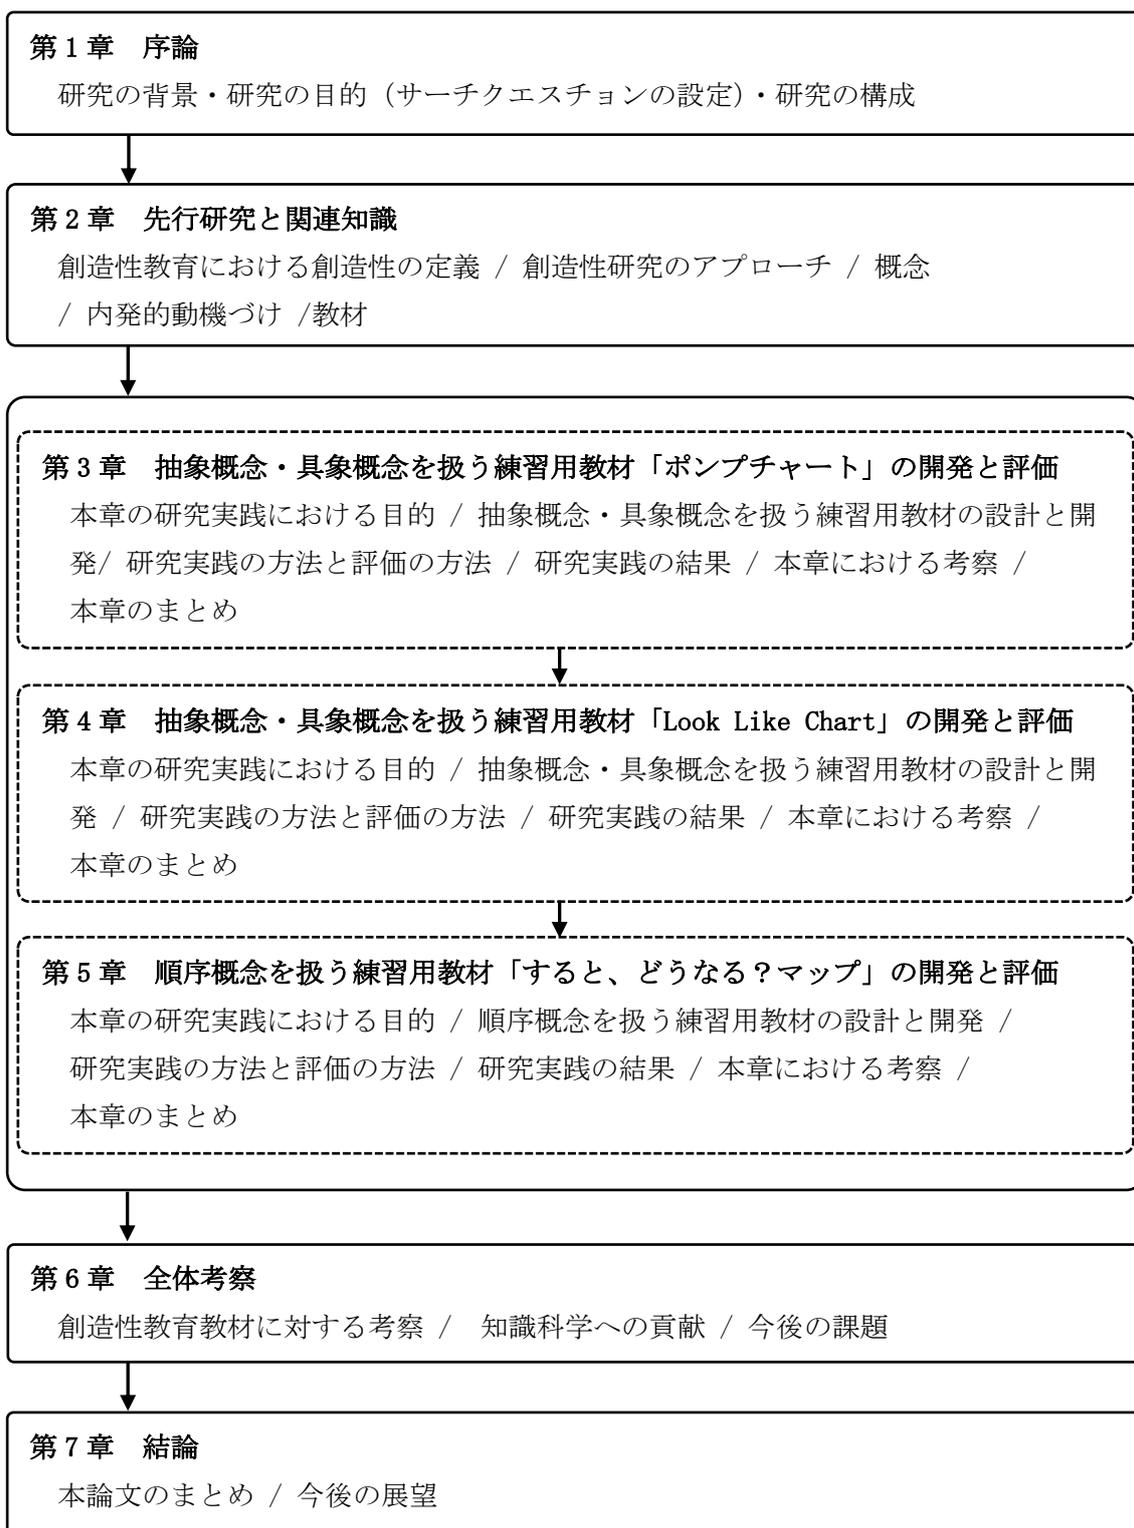 第1章　序論
研究の背景・研究の目的（サーチクエスチョンの設定）・研究の構成
第2章　先行研究と関連知識
創造性教育における創造性の定義 / 創造性研究のアプローチ / 概念
/ 内発的動機づけ /教材
第3章　抽象概念・具象概念を扱う練習用教材「ポンプチャート」の開発と評価
本章の研究実践における目的 / 抽象概念・具象概念を扱う練習用教材の設計と開
発/ 研究実践の方法と評価の方法 / 研究実践の結果 / 本章における考察 /
本章のまとめ
第4章　抽象概念・具象概念を扱う練習用教材「Look Like Chart」の開発と評価
本章の研究実践における目的 / 抽象概念・具象概念を扱う練習用教材の設計と開
発 / 研究実践の方法と評価の方法 / 研究実践の結果 / 本章における考察 /
本章のまとめ
第5章　順序概念を扱う練習用教材「すると、どうなる？マップ」の開発と評価
本章の研究実践における目的 / 順序概念を扱う練習用教材の設計と開発 /
研究実践の方法と評価の方法 / 研究実践の結果 / 本章における考察 /
本章のまとめ
第6章　全体考察
創造性教育教材に対する考察 /　知識科学への貢献 / 今後の課題
第7章　結論
本論文のまとめ / 今後の展望